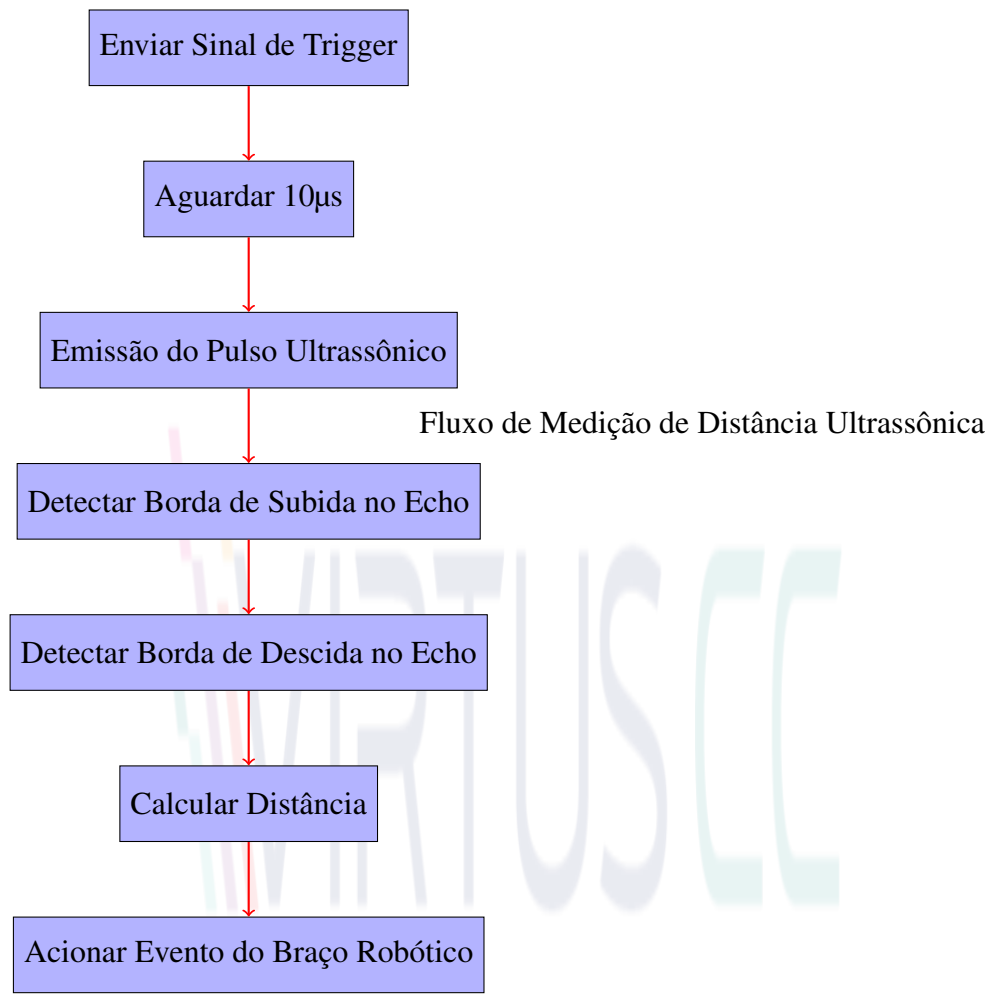 Enviar Sinal de Trigger
Aguardar 10µs
Emissão do Pulso Ultrassônico
Fluxo de Medição de Distância Ultrassônica
Detectar Borda de Subida no Echo
Detectar Borda de Descida no Echo
VIRTUS CC
Calcular Distância
Acionar Evento do Braço Robótico